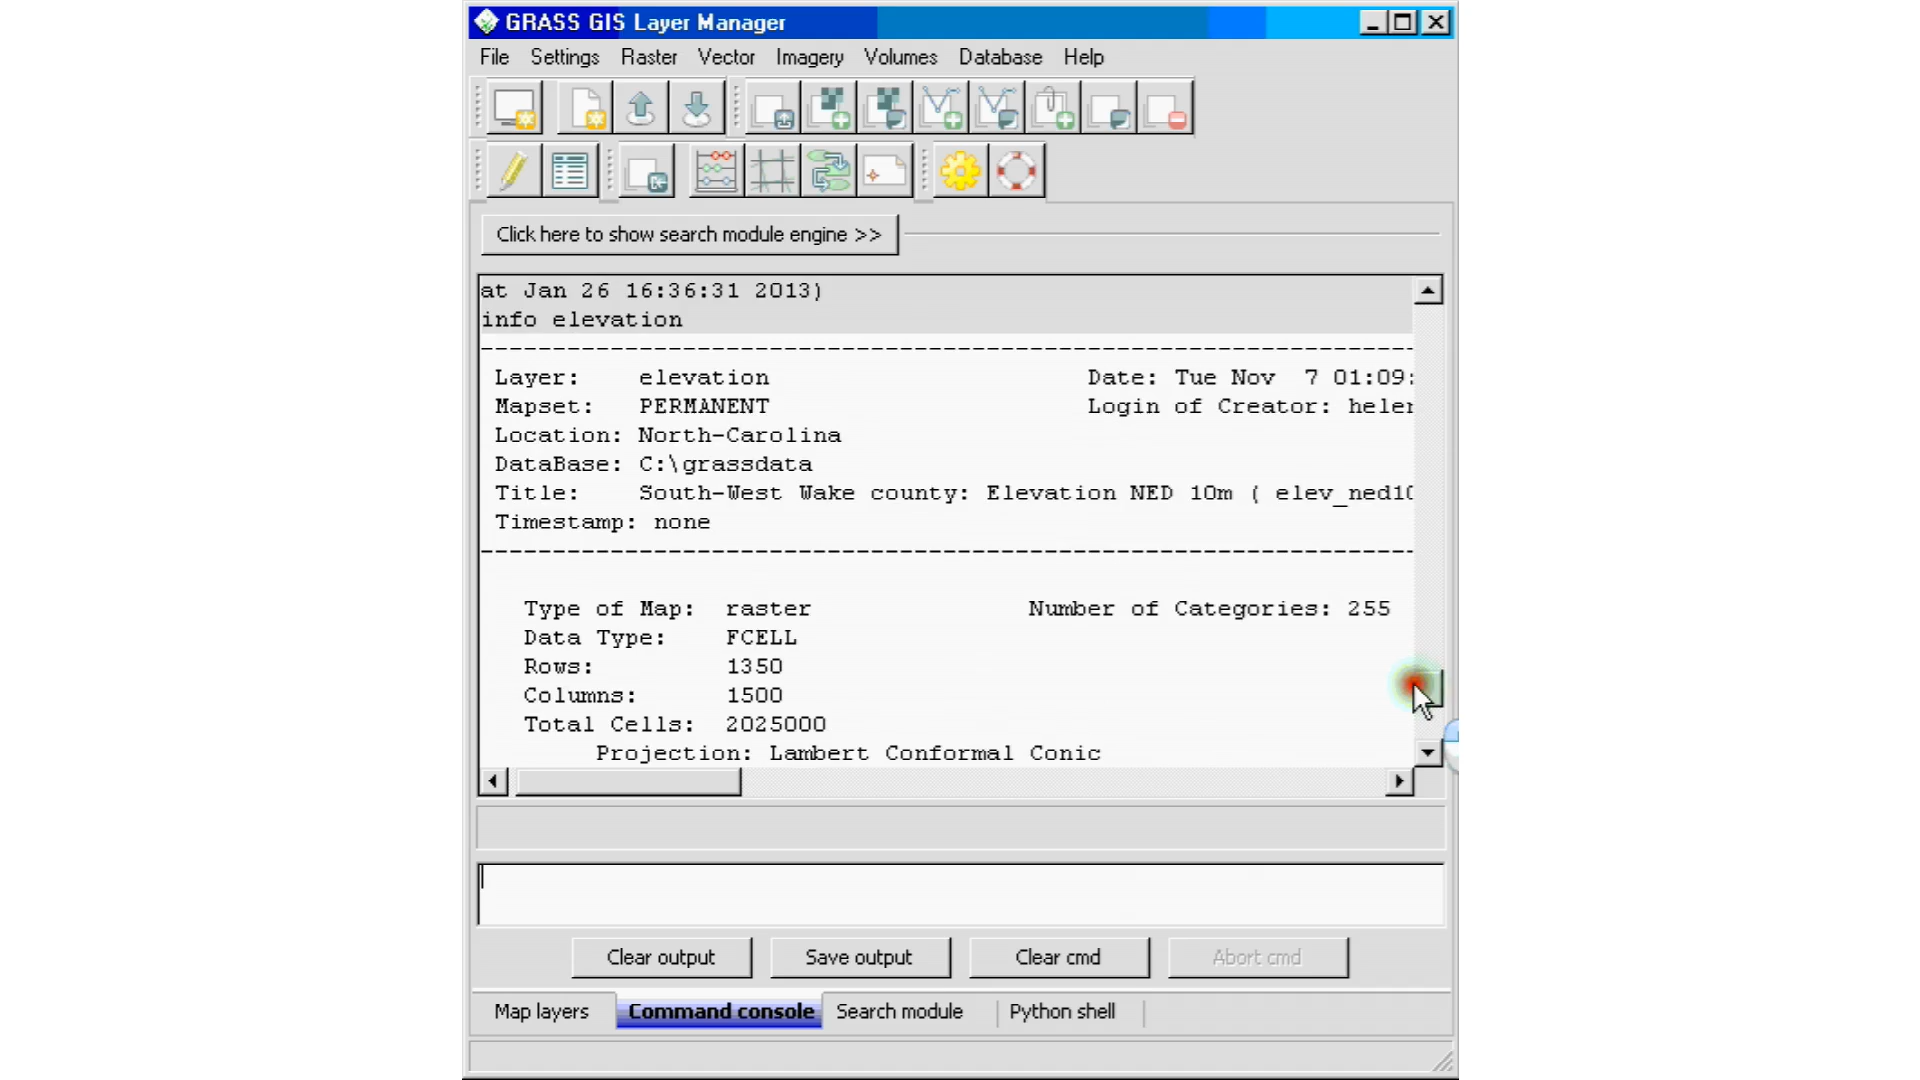 GRASS GIS Layer Manager
File Settings Raster Vector Imagery Volumes Database Help
Click here to show search module engine >>
at Jan 26 16:36:31 2013)
info elevation
Layer: elevation Date: Tue Nov 7 01:09:
Mapset: PERMANENT Login of Creator: helen
Location: North-Carolina
DataBase: C:\grassdata
Title: South-West Wake county: Elevation NED 10m ( elev_ned10
Timestamp: none
Type of Map: raster Number of Categories: 255
Data Type: FCELL
Rows: 1350
Columns: 1500
Total Cells: 2025000
Projection: Lambert Conformal Conic
Clear output Save output Clear cmd Abort cmd
Map layers Command console Search module Python shell